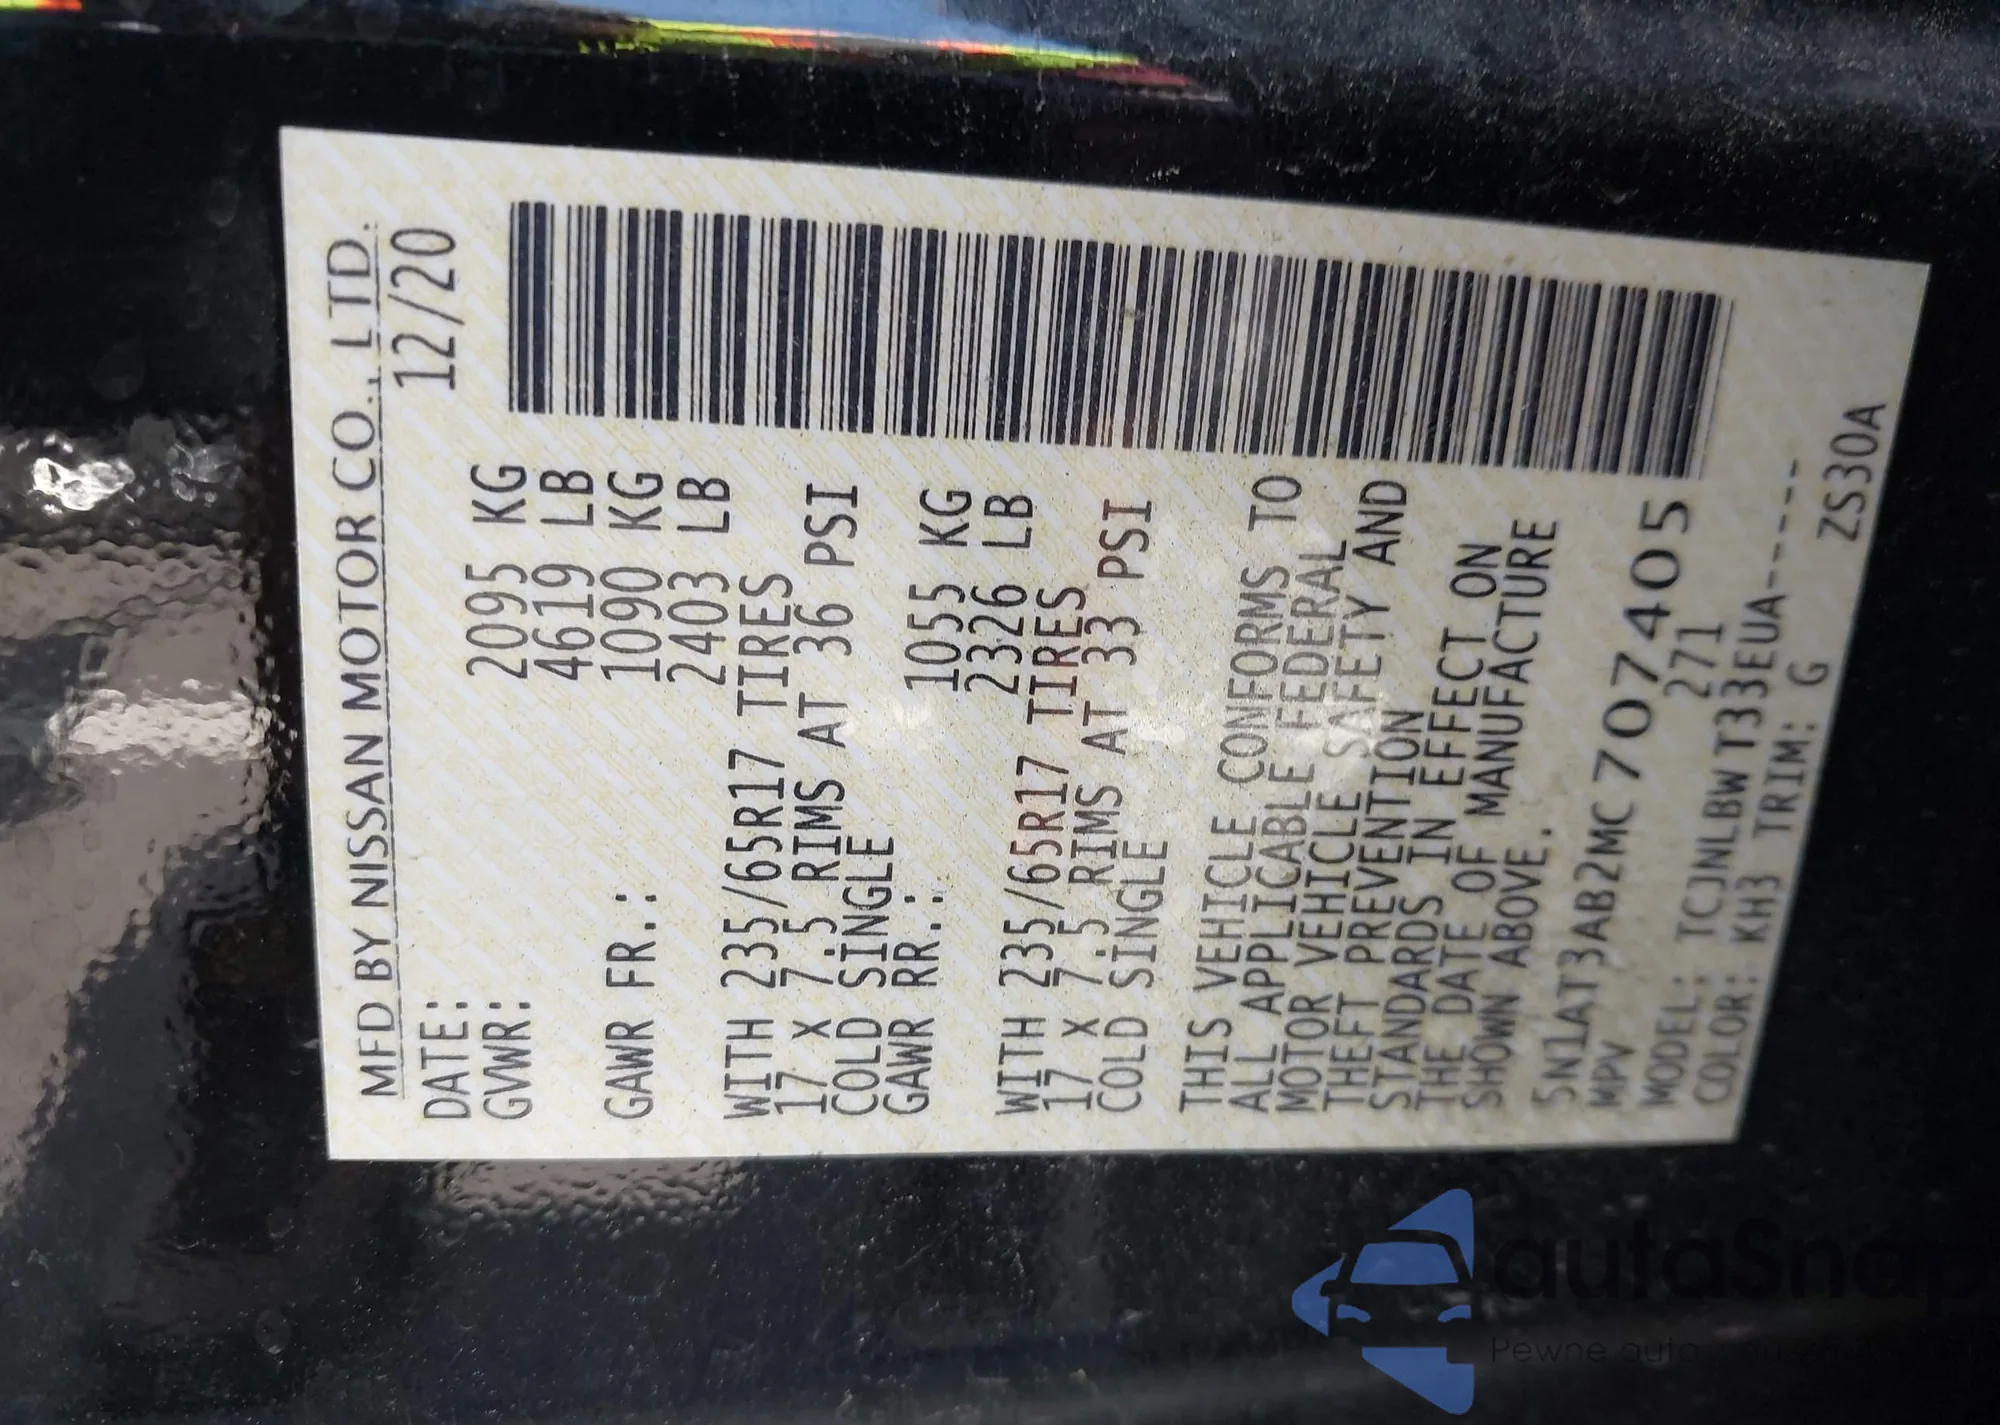 MFD BY NISSAN MOTOR CO., LTD.
DATE: 12/20
GVWR: 2095 KG
4619 LB
GAWR FR.: 1090 KG
2403 LB
WITH 235/65R17 TIRES
17 X 7.5 RIMS AT 36 PSI
COLD SINGLE
GAWR RR.: 1055 KG
2326 LB
WITH 235/65R17 TIRES
17 X 7.5 RIMS AT 33 PSI
COLD SINGLE
THIS VEHICLE CONFORMS TO
ALL APPLICABLE FEDERAL
MOTOR VEHICLE SAFETY AND
THEFT PREVENTION
STANDARDS IN EFFECT ON
THE DATE OF MANUFACTURE
SHOWN ABOVE.
5N1AT3AB2MC707405
MPV 271
MODEL: TCJNLBWT33EUA-----
COLOR: KH3 TRIM: G
ZS30A
autoSnap
Pewne auto